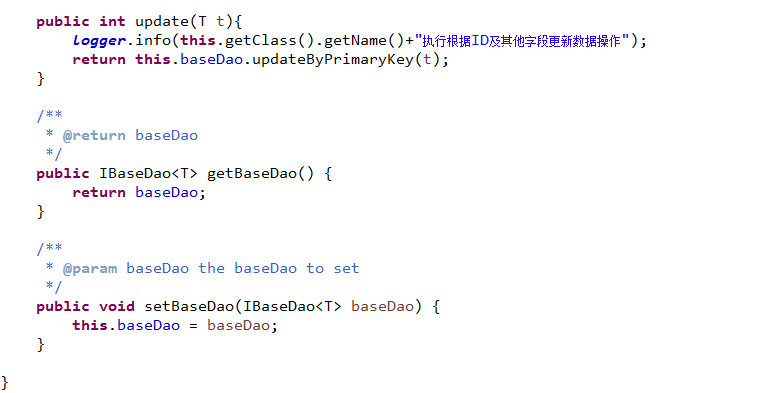 public int update(T t){
logger.info(this.getClass().getName()+"执行根据ID及其他字段更新数据操作");
return this.baseDao.updateByPrimaryKey(t);
}
/**
* @return baseDao
*/
public IBaseDao<T> getBaseDao() {
return baseDao;
}
/**
* @param baseDao the baseDao to set
*/
public void setBaseDao(IBaseDao<T> baseDao) {
this.baseDao = baseDao;
}
}